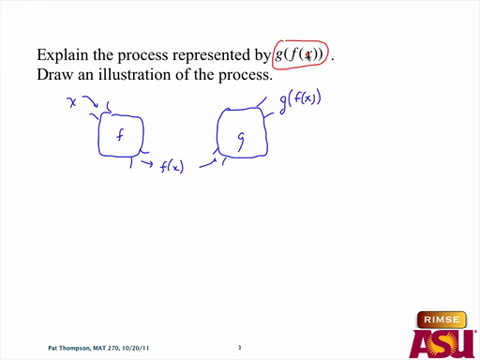 Explain the process represented by g(f(x)) .
Draw an illustration of the process.
x
g(f(x))
f
g
f(x)
RIMSE
ASU
Pat Thompson, MAT 270, 10/20/11
3